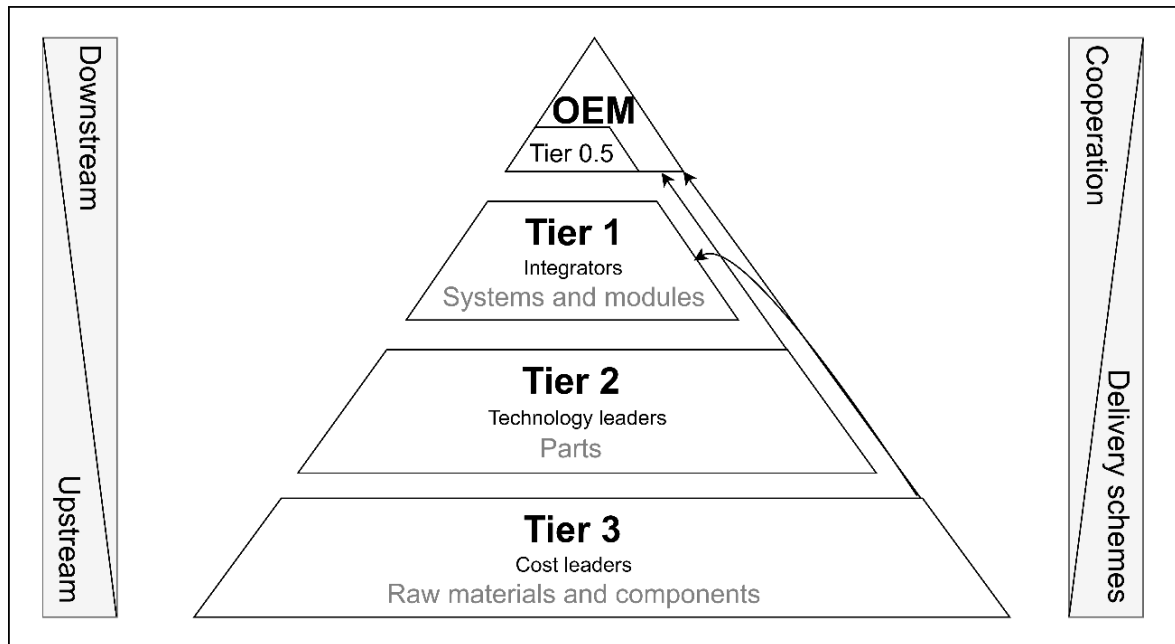 Downstream
Upstream
OEM
Tier 0.5
Tier 1
Integrators
Systems and modules
Tier 2
Technology leaders
Parts
Tier 3
Cost leaders
Raw materials and components
Cooperation
Delivery schemes